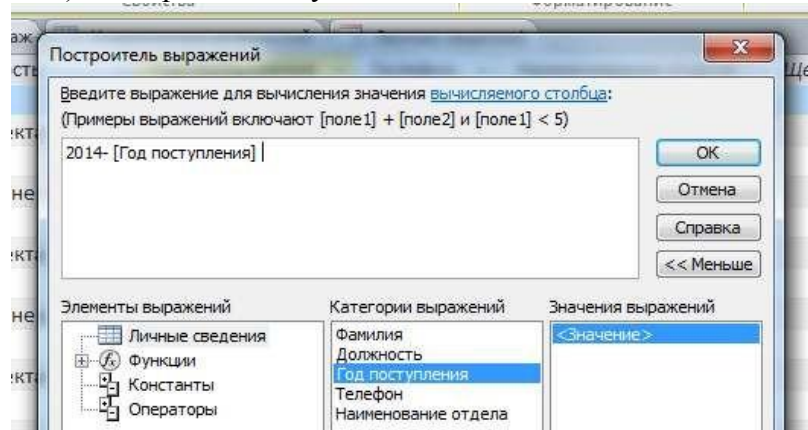 Построитель выражений
Введите выражение для вычисления значения вычисляемого столбца:
(Примеры выражений включают [поле1] + [поле2] и [поле1] < 5)
2014- [Год поступления]
ОК
Отмена
Справка
<< Меньше
Элементы выражений
Категории выражений
Значения выражений
Личные сведения
Функции
Константы
Операторы
Фамилия
Должность
Год поступления
Телефон
Наименование отдела
<Значение>